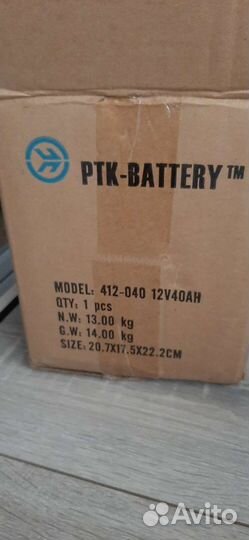 PTK-BATTERY™
MODEL: 412-040 12V40AH
QTY: 1 pcs
N.W: 13.00 kg
G.W: 14.00 kg
SIZE: 20.7X17.5X22.2CM
Avito